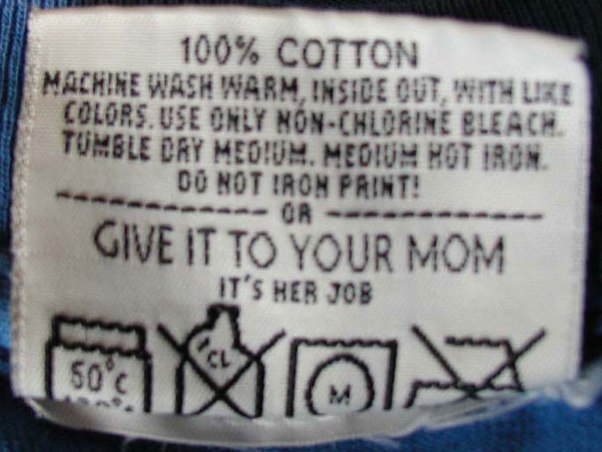 100% COTTON
MACHINE WASH WARM, INSIDE OUT, WITH LIKE
COLORS. USE ONLY NON-CHLORINE BLEACH.
TUMBLE DRY MEDIUM. MEDIUM HOT IRON.
DO NOT IRON PRINT!
OR
GIVE IT TO YOUR MOM
IT'S HER JOB
50°C CL M